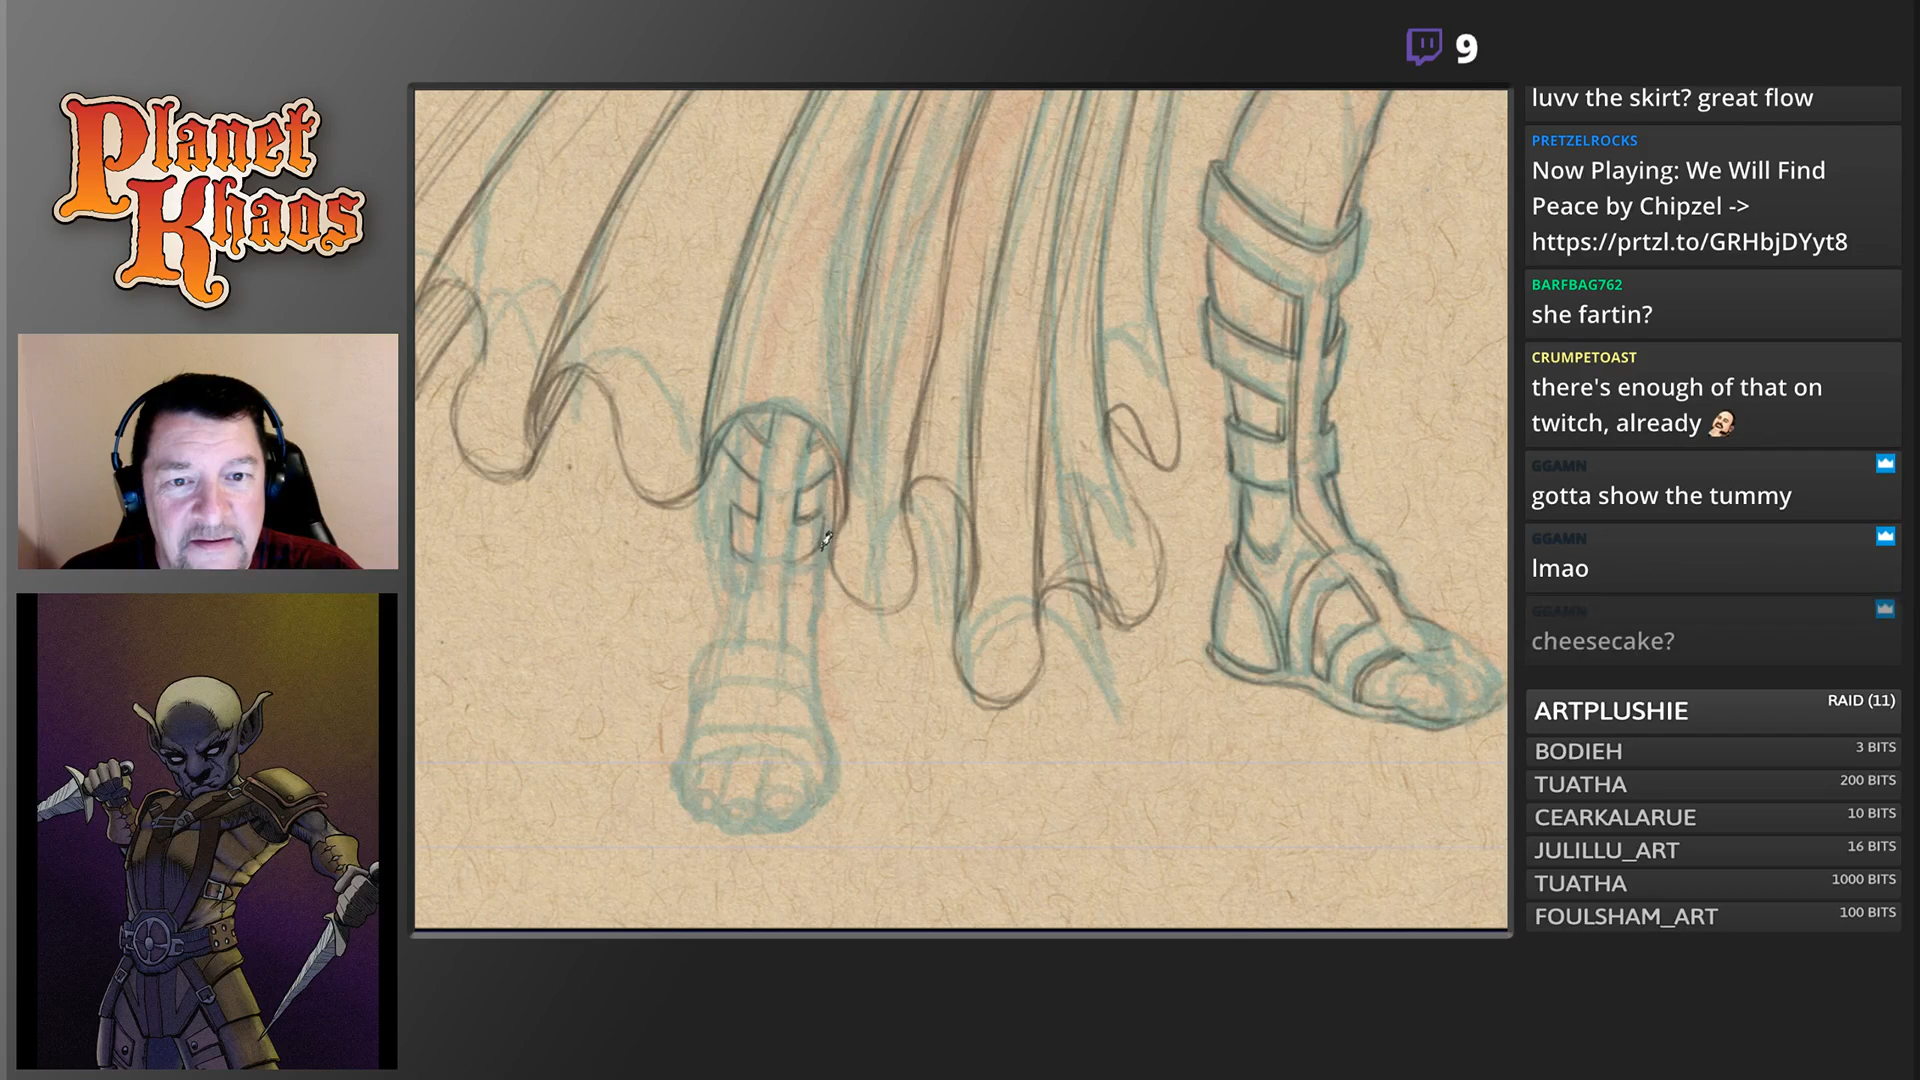 9
Planet
Khaos
luvv the skirt? great flow
PRETZELROCKS
Now Playing: We Will Find
Peace by Chipzel ->
https://prtzl.to/GRHbjDYyt8
BARFBAG762
she fartin?
CRUMPETOAST
there's enough of that on
twitch, already
GGAMN
gotta show the tummy
GGAMN
lmao
GGAMN
cheesecake?
ARTPLUSHIE RAID (11)
BODIEH 3 BITS
TUATHA 200 BITS
CEARKALARUE 10 BITS
JULILLU_ART 16 BITS
TUATHA 1000 BITS
FOULSHAM_ART 100 BITS